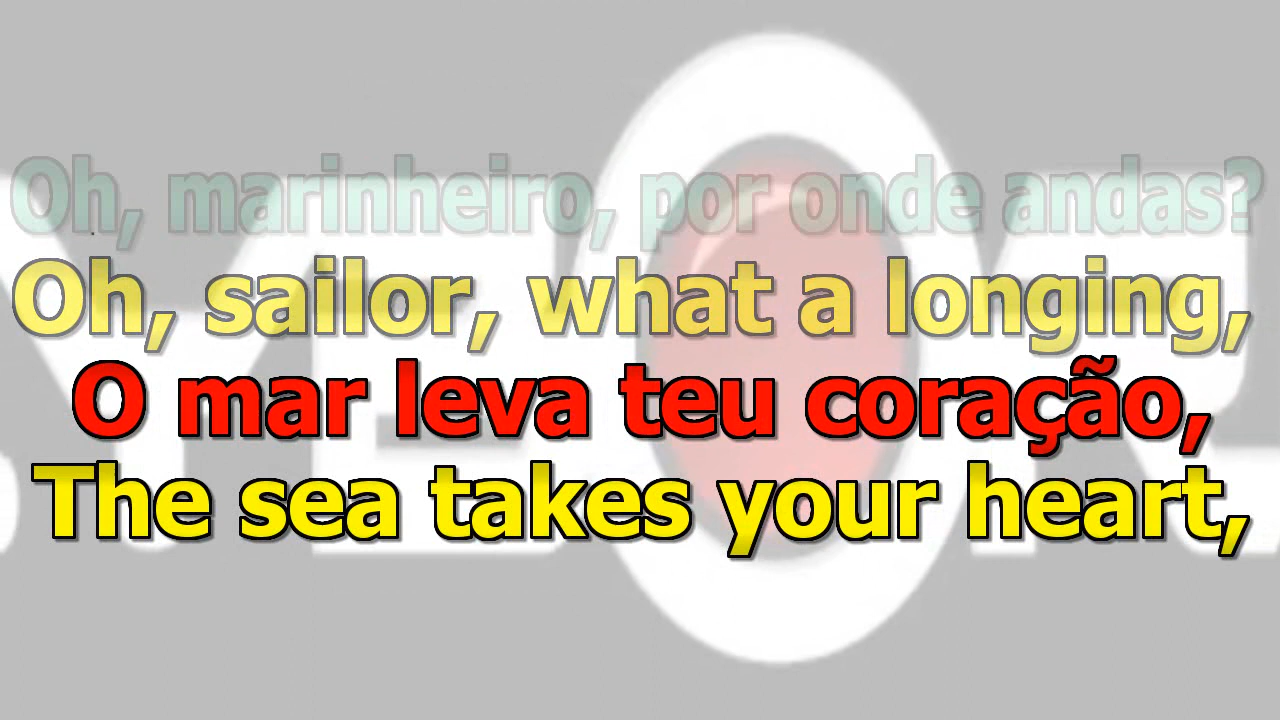 Oh, marinheiro, por onde andas?
Oh, sailor, what a longing,
O mar leva teu coração,
The sea takes your heart,